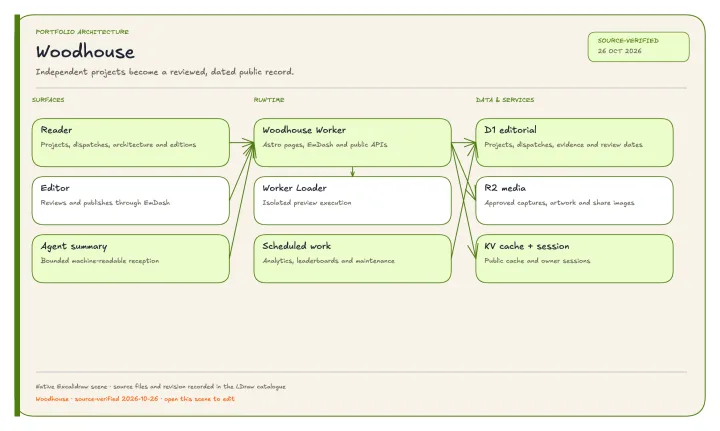 PORTFOLIO ARCHITECTURE
Woodhouse
Independent projects become a reviewed, dated public record.
SOURCE-VERIFIED
26 OCT 2026
SURFACES
RUNTIME
DATA & SERVICES
Reader
Projects, dispatches, architecture and editions
Woodhouse Worker
Astro pages, EmDash and public APIs
D1 editorial
Projects, dispatches, evidence and review dates
Editor
Reviews and publishes through EmDash
Worker Loader
Isolated preview execution
R2 media
Approved captures, artwork and share images
Agent summary
Bounded machine-readable reception
Scheduled work
Analytics, leaderboards and maintenance
KV cache + session
Public cache and owner sessions
Native Excalidraw scene · source files and revision recorded in the LDraw catalogue
Woodhouse · source-verified 2026-10-26 · open this scene to edit